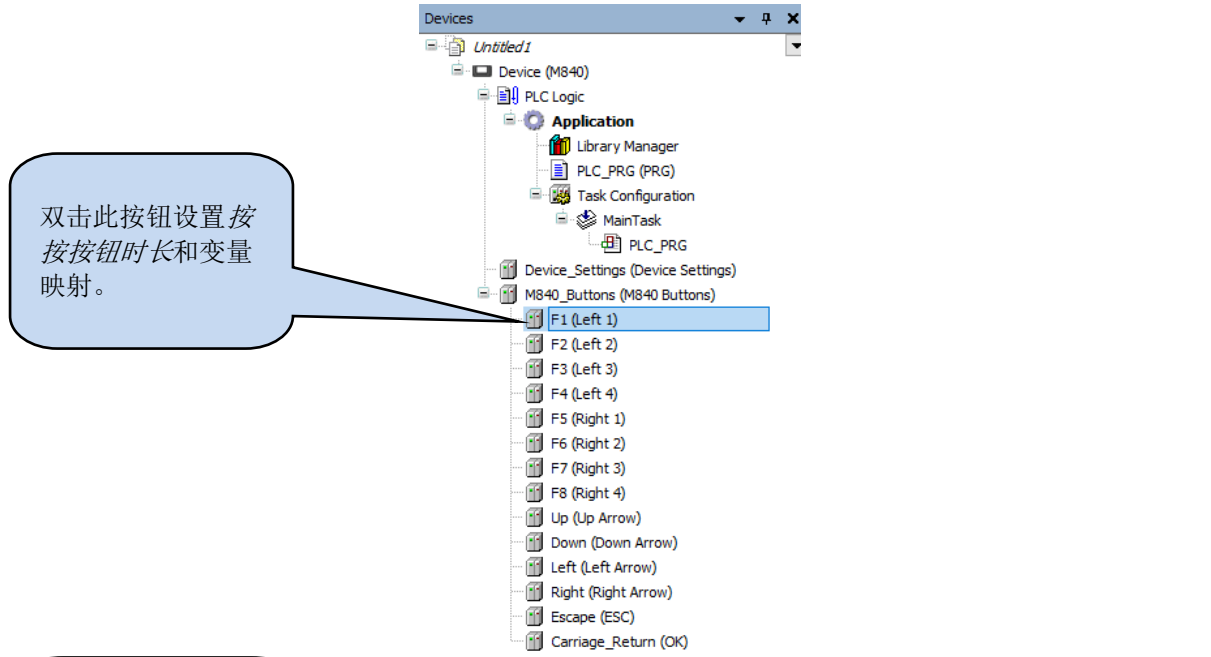 Devices
Untitled1
Device (M840)
PLC Logic
Application
Library Manager
PLC_PRG (PRG)
Task Configuration
MainTask
PLC_PRG
Device_Settings (Device Settings)
M840_Buttons (M840 Buttons)
F1 (Left 1)
F2 (Left 2)
F3 (Left 3)
F4 (Left 4)
F5 (Right 1)
F6 (Right 2)
F7 (Right 3)
F8 (Right 4)
Up (Up Arrow)
Down (Down Arrow)
Left (Left Arrow)
Right (Right Arrow)
Escape (ESC)
Carriage_Return (OK)
双击此按钮设置按
按按钮时长和变量
映射。